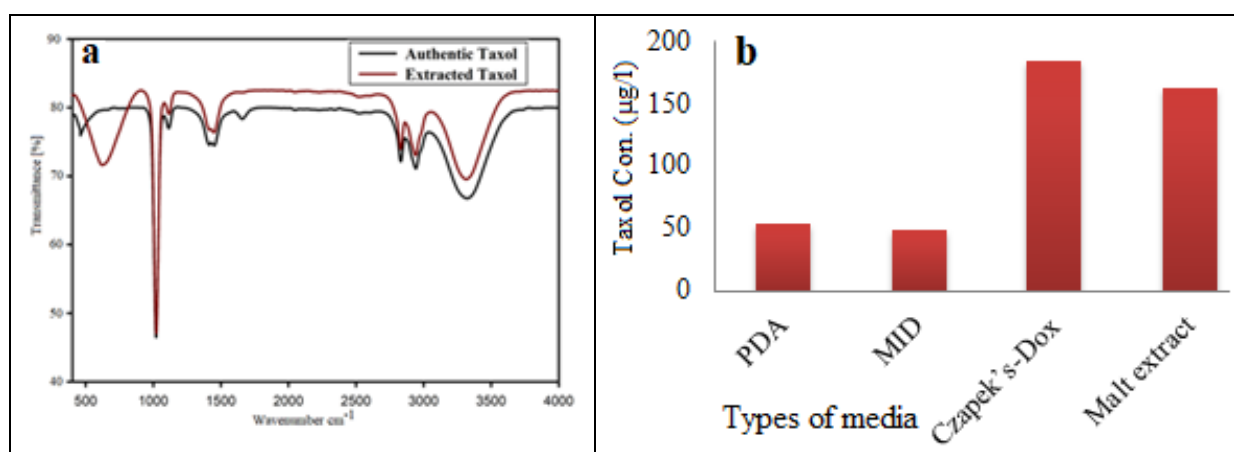 a
Authentic Taxol
Extracted Taxol
90
80
70
60
50
40
Transmittance [%]
500 1000 1500 2000 2500 3000 3500 4000
Wavenumber cm-1
b
200
150
100
50
0
Taxol Con. (µg/l)
PDA
MID
Czapek's-Dox
Malt extract
Types of media